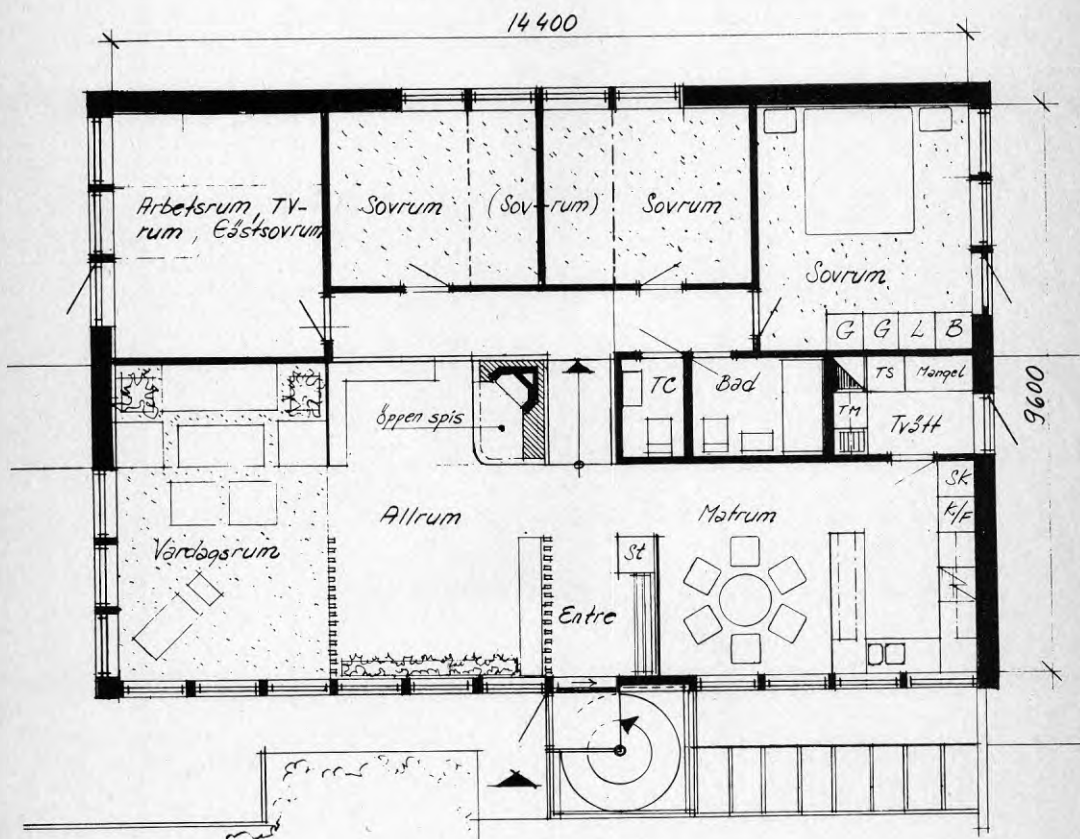 14 400
Arbetsrum, TV-
rum, Gästsovrum
Sovrum
(Sov-rum)
Sovrum
Sovrum
G G L B
9600
TC
Bad
TS
Mangel
TM
Tvätt
öppen spis
SK
K/F
Allrum
Matrum
Vardagsrum
St
Entre